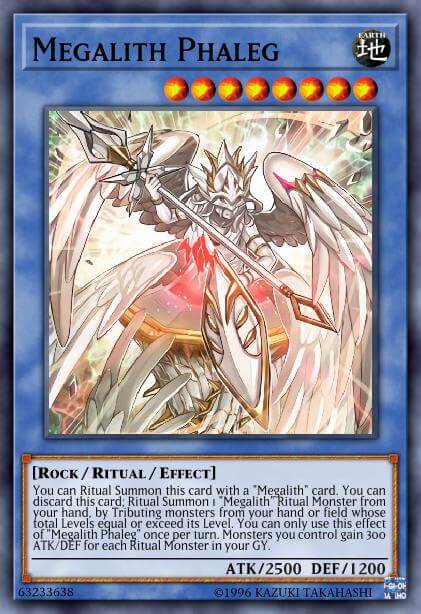 MEGALITH PHALEG
EARTH
地
[ROCK / RITUAL / EFFECT]
You can Ritual Summon this card with a "Megalith" card. You can
discard this card; Ritual Summon 1 "Megalith" Ritual Monster from
your hand, by Tributing monsters from your hand or field whose
total Levels equal or exceed its Level. You can only use this effect
of "Megalith Phaleg" once per turn. Monsters you control gain 300
ATK/DEF for each Ritual Monster in your GY.
ATK/2500 DEF/1200
63233638
©1996 KAZUKI TAKAHASHI